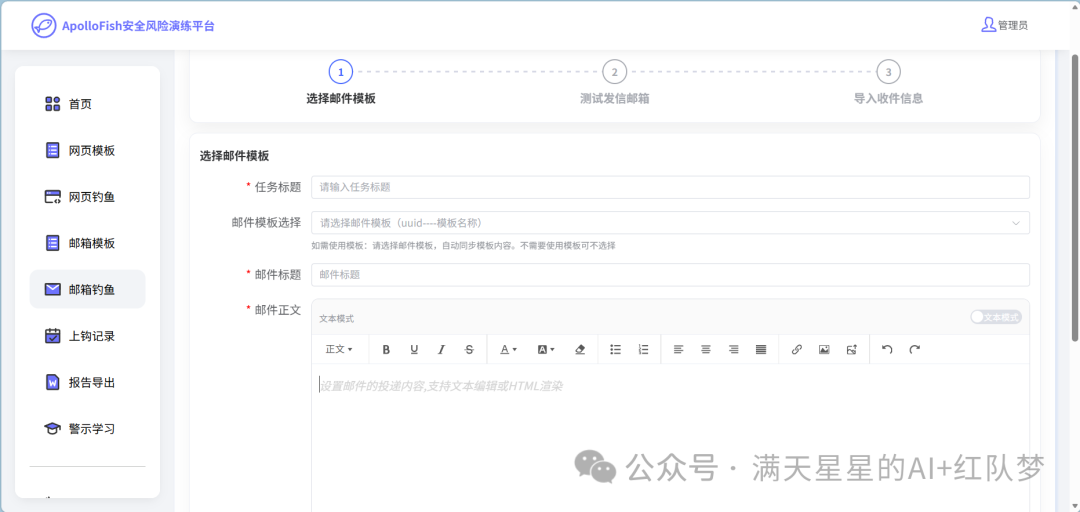 ApolloFish安全风险演练平台
管理员
首页
网页模板
网页钓鱼
邮箱模板
邮箱钓鱼
上钩记录
报告导出
警示学习
1
2
3
选择邮件模板
测试发信邮箱
导入收件信息
选择邮件模板
* 任务标题
请输入任务标题
邮件模板选择
请选择邮件模板（uuid----模板名称）
如需使用模板：请选择邮件模板，自动同步模板内容。不需要使用模板可不选择
* 邮件标题
邮件标题
* 邮件正文
文本模式
文本模式
正文
B U I S A A
设置邮件的投递内容,支持文本编辑或HTML渲染
公众号 · 满天星星的AI+红队梦